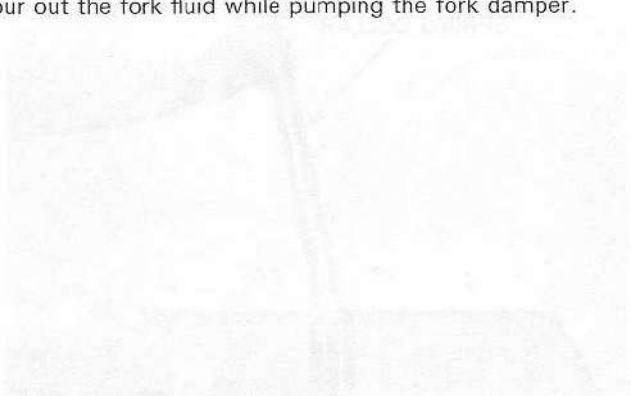 our out the fork fluid while pumping the fork damper.